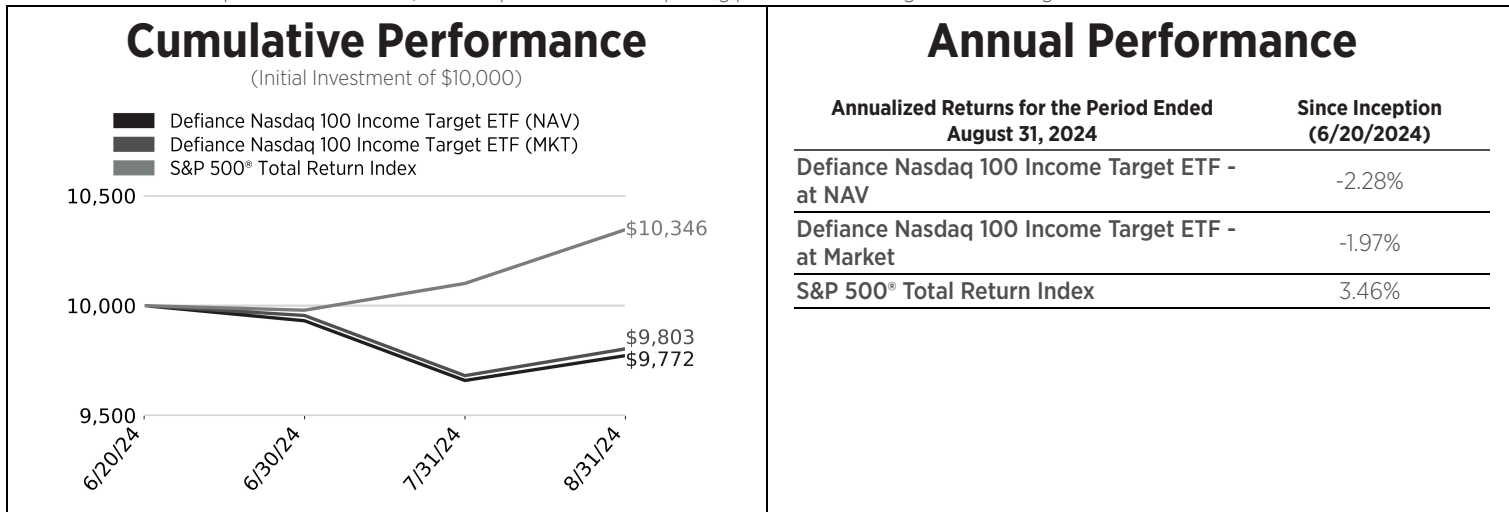 Cumulative Performance
(Initial Investment of $10,000)
Defiance Nasdaq 100 Income Target ETF (NAV)
Defiance Nasdaq 100 Income Target ETF (MKT)
S&P 500® Total Return Index
10,500
10,000
9,500
$10,346
$9,803
$9,772
6/20/24
6/30/24
7/31/24
8/31/24
Annual Performance
Annualized Returns for the Period Ended
August 31, 2024
Since Inception
(6/20/2024)
Defiance Nasdaq 100 Income Target ETF -
at NAV
-2.28%
Defiance Nasdaq 100 Income Target ETF -
at Market
-1.97%
S&P 500® Total Return Index
3.46%